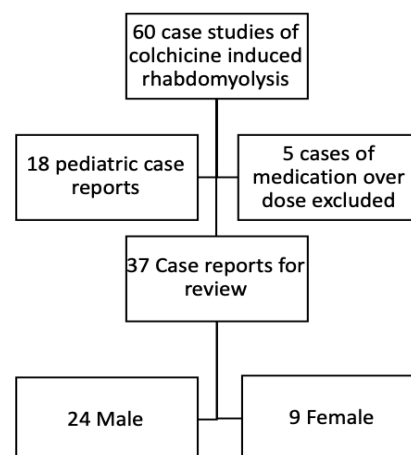 60 case studies of
colchicine induced
rhabdomyolysis
18 pediatric case
reports
5 cases of
medication over
dose excluded
37 Case reports for
review
24 Male
9 Female